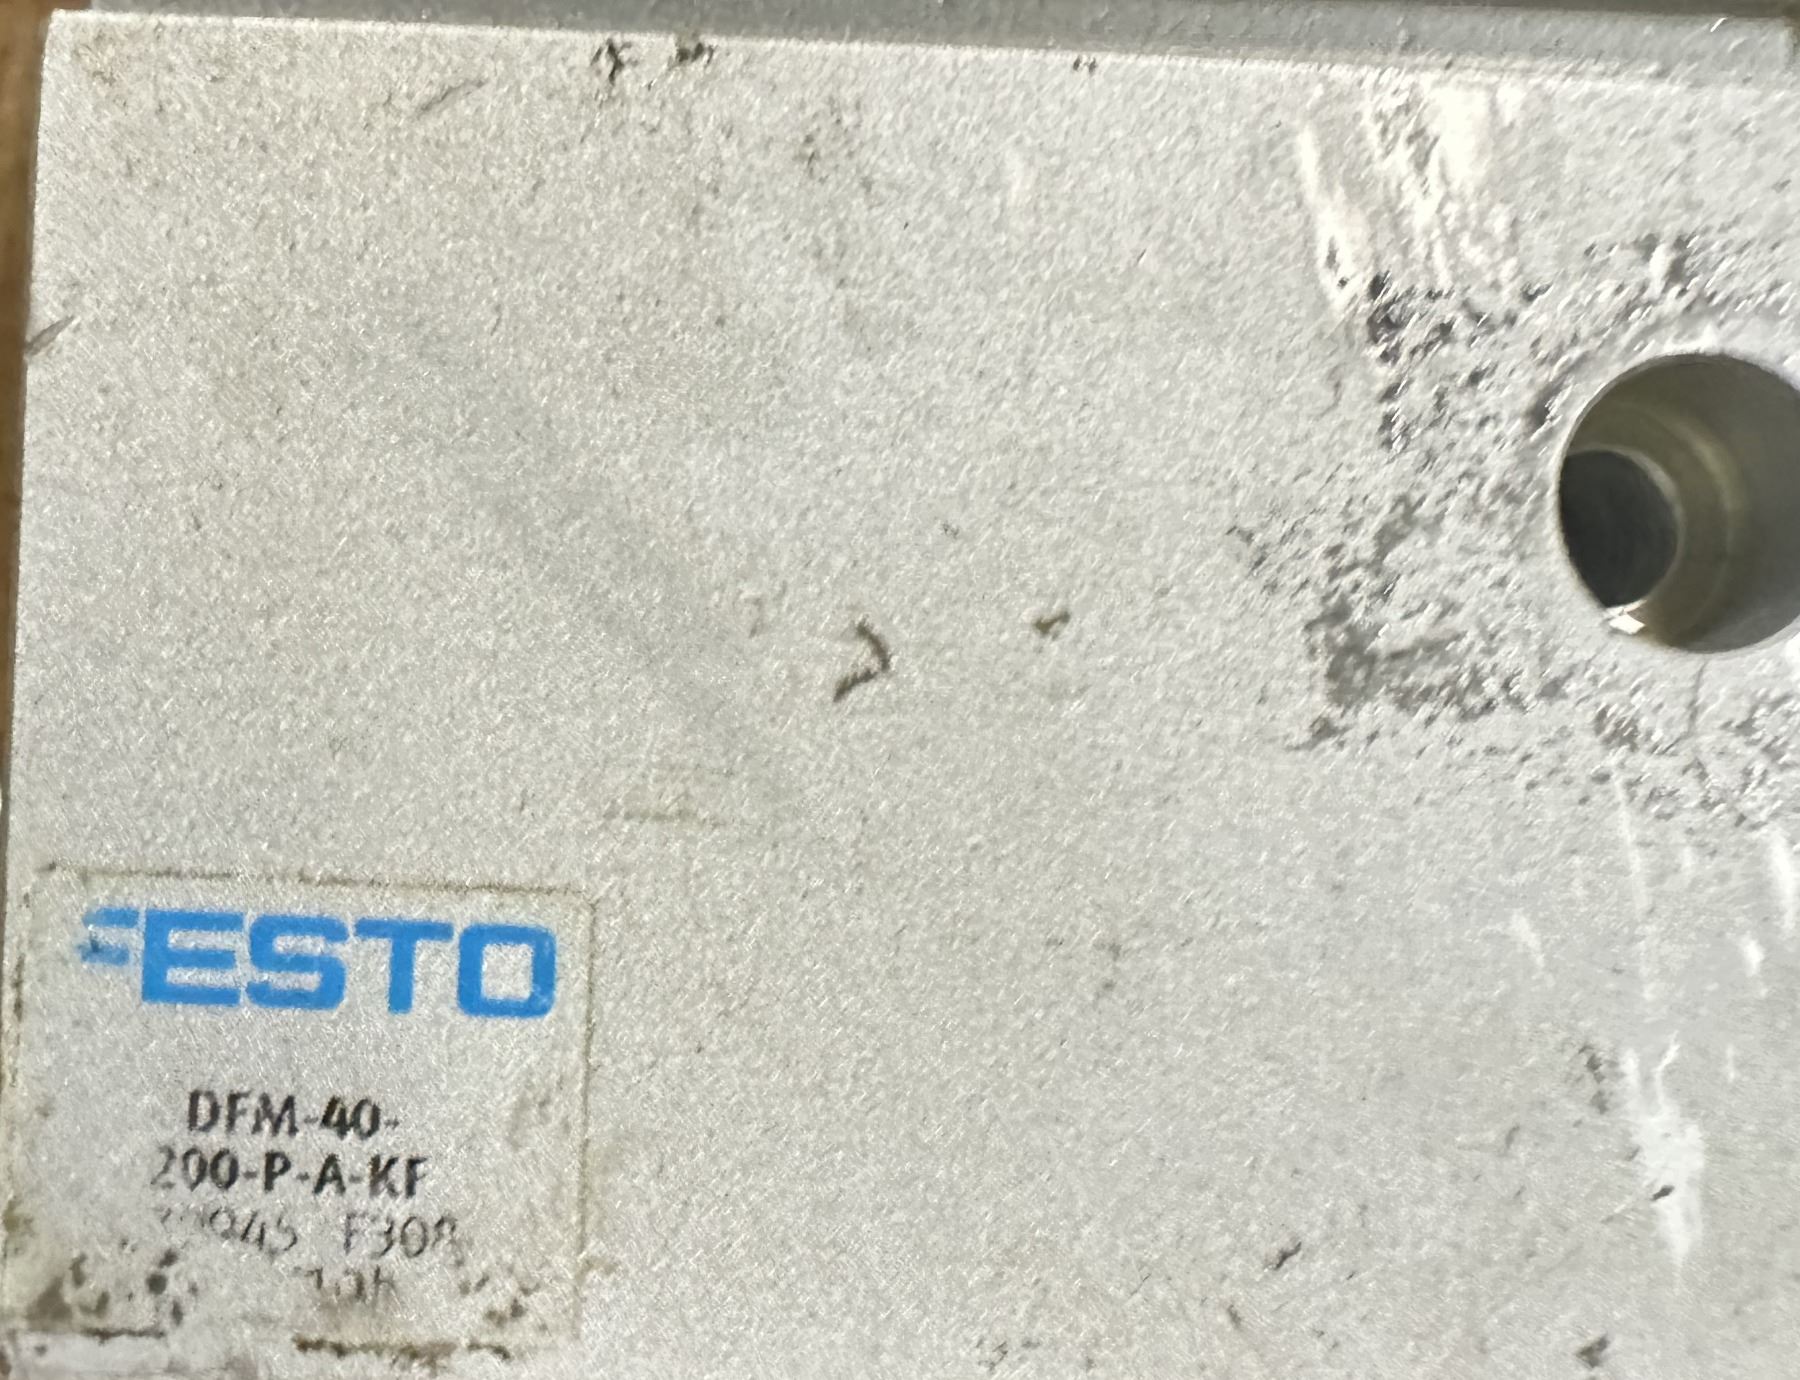 FESTO
DFM-40-
200-P-A-KF
F308